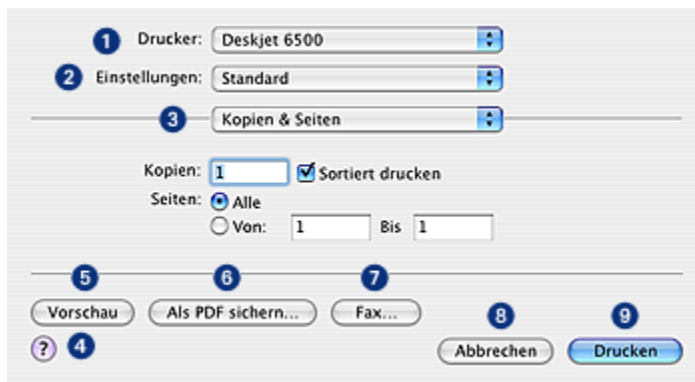 1 Drucker: Deskjet 6500
2 Einstellungen: Standard
3 Kopien & Seiten
Kopien: 1 Sortiert drucken
Seiten: Alle
Von: 1 Bis 1
5 6 7
Vorschau Als PDF sichern... Fax...
8 9
? 4 Abbrechen Drucken